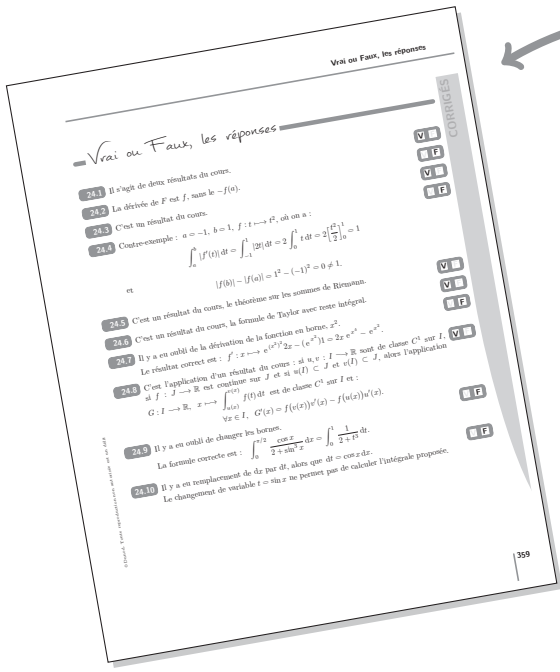 Vrai ou Faux, les réponses
CORRIGÉS
Vrai ou Faux, les réponses
24.1 Il s'agit de deux résultats du cours. V
24.2 La dérivée de F est f, sans le −f(a). F
24.3 C'est un résultat du cours. V
24.4 Contre-exemple : a = −1, b = 1, f : t ⟼ t², où on a : F
∫_a^b |f'(t)| dt = ∫_{−1}^1 |2t| dt = 2 ∫_0^1 t dt = 2[t²/2]_0^1 = 1
et
|f(b)| − |f(a)| = 1² − (−1)² = 0 ≠ 1.
24.5 C'est un résultat du cours, le théorème sur les sommes de Riemann. V
24.6 C'est un résultat du cours, la formule de Taylor avec reste intégral. V
24.7 Il y a eu oubli de la dérivation de la fonction en borne, x². F
Le résultat correct est : f' : x ⟼ e^{(x²)²} 2x − (e^{x²})1 = 2x e^{x⁴} − e^{x²}.
24.8 C'est l'application d'un résultat du cours : si u, v : I ⟶ ℝ sont de classe C¹ sur I, V
si f : J ⟶ ℝ est continue sur J et si u(I) ⊂ J et v(I) ⊂ J, alors l'application
G : I ⟶ ℝ, x ⟼ ∫_{u(x)}^{v(x)} f(t) dt est de classe C¹ sur I et :
∀x ∈ I, G'(x) = f(v(x))v'(x) − f(u(x))u'(x).
24.9 Il y a eu oubli de changer les bornes. F
La formule correcte est : ∫_0^{π/2} cos x / (2 + sin³ x) dx = ∫_0^1 1 / (2 + t³) dt.
24.10 Il y a eu remplacement de dx par dt, alors que dt = cos x dx. F
Le changement de variable t = sin x ne permet pas de calculer l'intégrale proposée.
359